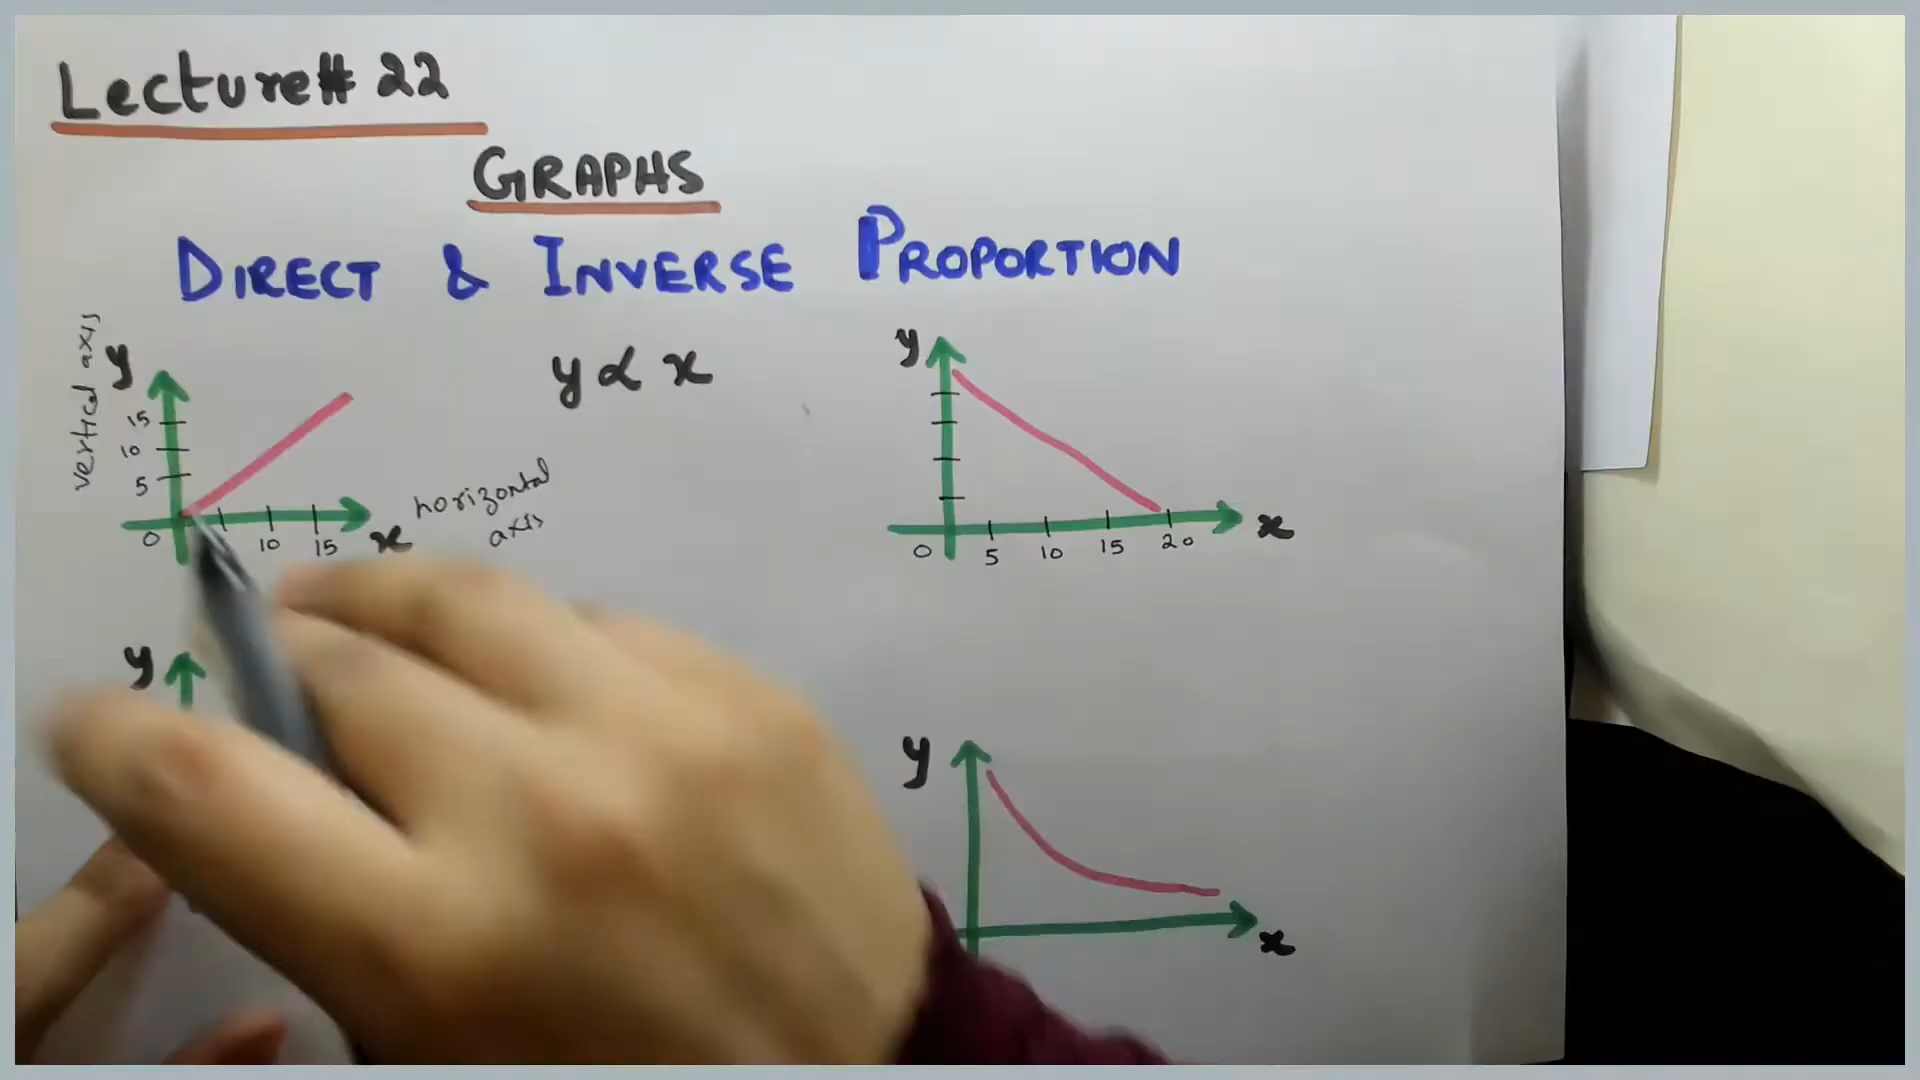 Lecture# 22
GRAPHS
DIRECT & INVERSE PROPORTION
vertical axis
y
15
10
5
0
10
15
x
horizontal
axis
y ∝ x
y
0
5
10
15
20
x
y
y
x